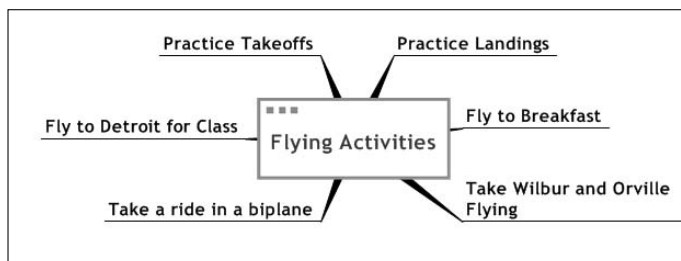 Practice Takeoffs
Practice Landings
Fly to Detroit for Class
Flying Activities
Fly to Breakfast
Take a ride in a biplane
Take Wilbur and Orville
Flying